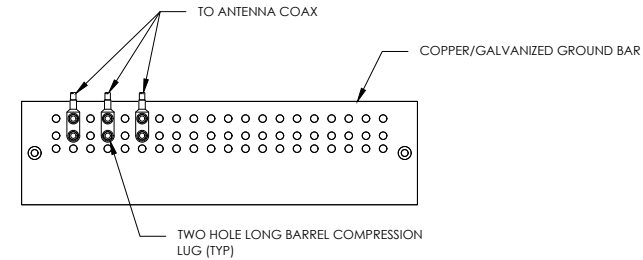 TO ANTENNA COAX
COPPER/GALVANIZED GROUND BAR
TWO HOLE LONG BARREL COMPRESSION
LUG (TYP)